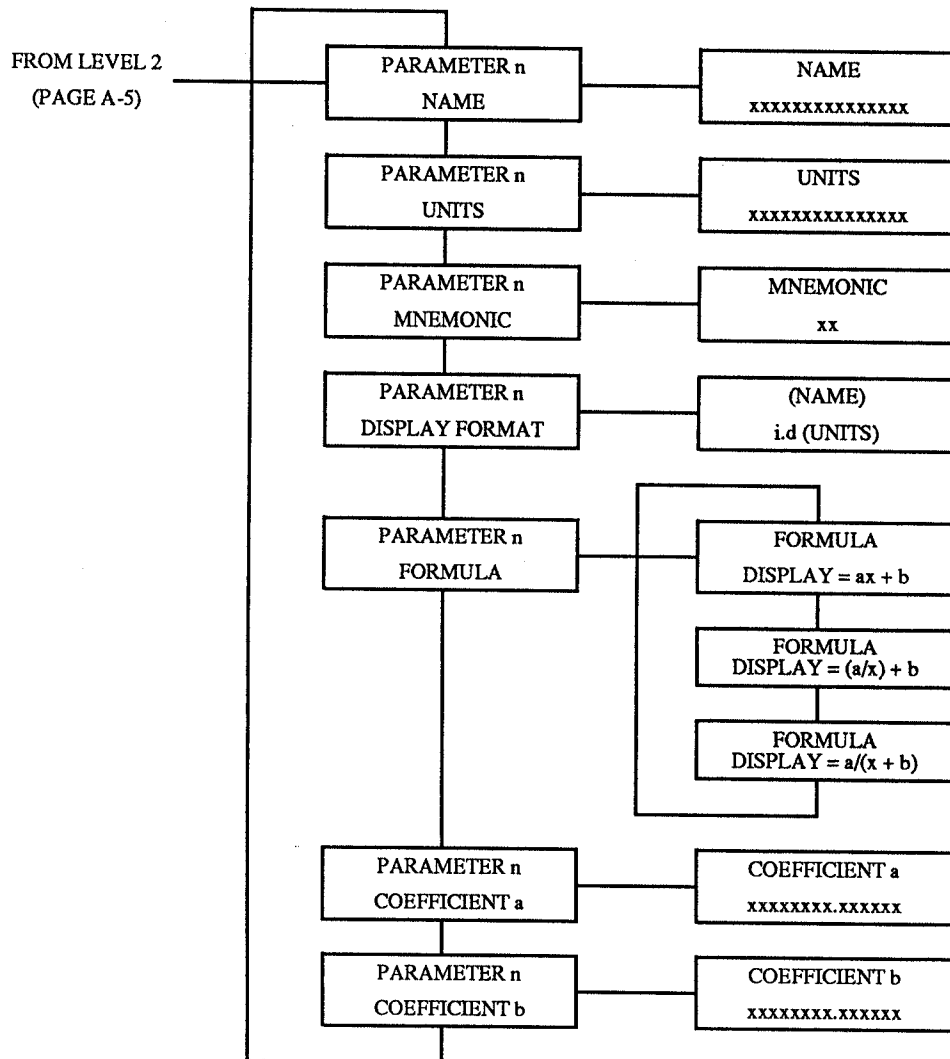 FROM LEVEL 2
(PAGE A-5)
PARAMETER n
NAME
NAME
xxxxxxxxxxxxxxx
PARAMETER n
UNITS
UNITS
xxxxxxxxxxxxxxx
PARAMETER n
MNEMONIC
MNEMONIC
xx
PARAMETER n
DISPLAY FORMAT
(NAME)
i.d (UNITS)
PARAMETER n
FORMULA
FORMULA
DISPLAY = ax + b
FORMULA
DISPLAY = (a/x) + b
FORMULA
DISPLAY = a/(x + b)
PARAMETER n
COEFFICIENT a
COEFFICIENT a
xxxxxxxx.xxxxxx
PARAMETER n
COEFFICIENT b
COEFFICIENT b
xxxxxxxx.xxxxxx